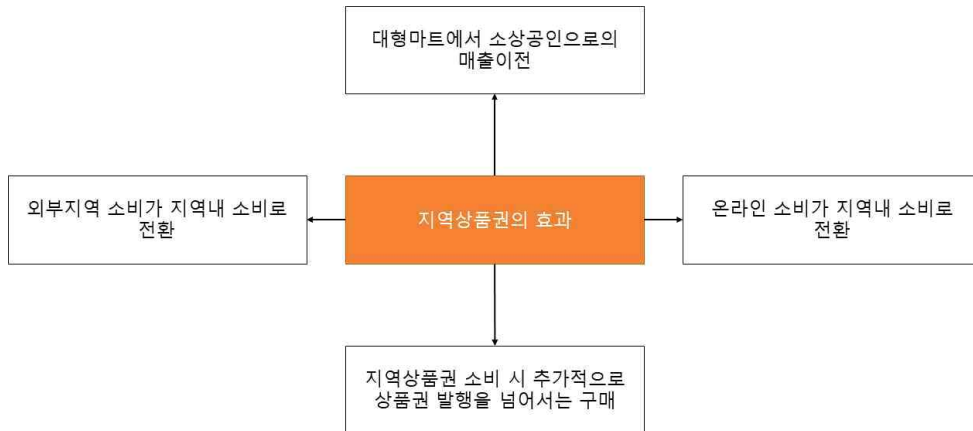 대형마트에서 소상공인으로의
매출이전
외부지역 소비가 지역내 소비로
전환
지역상품권의 효과
온라인 소비가 지역내 소비로
전환
지역상품권 소비 시 추가적으로
상품권 발행을 넘어서는 구매